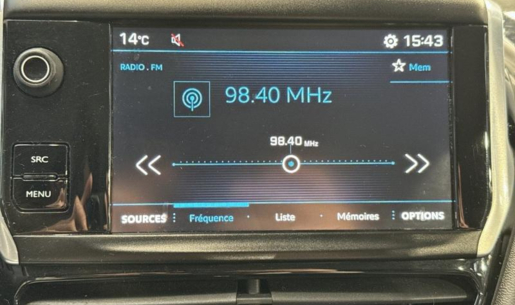 14°C
15:43
RADIO . FM
Mem
98.40 MHz
98.40 MHz
SRC
MENU
SOURCES
Fréquence
Liste
Mémoires
OPTIONS